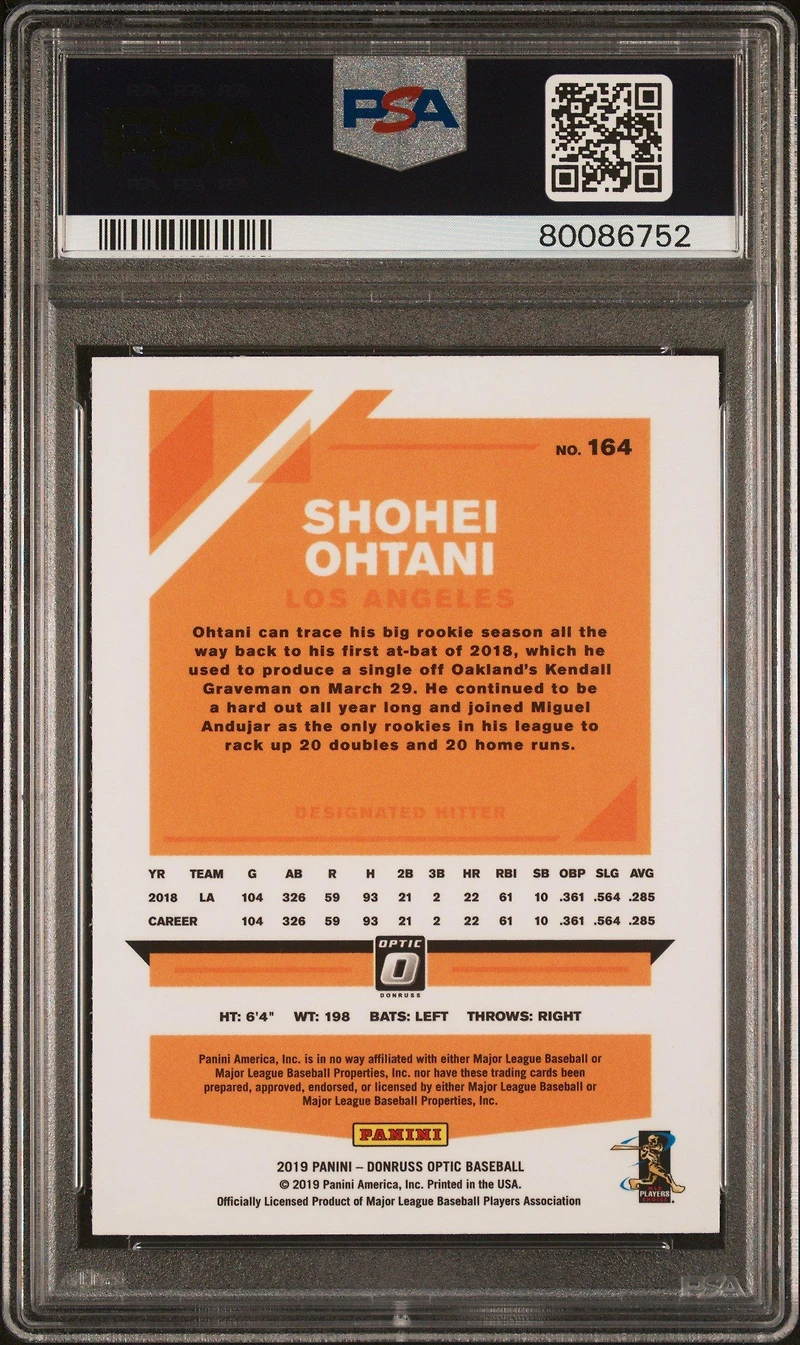 PSA
80086752
NO. 164
SHOHEI
OHTANI
LOS ANGELES
Ohtani can trace his big rookie season all the
way back to his first at-bat of 2018, which he
used to produce a single off Oakland's Kendall
Graveman on March 29. He continued to be
a hard out all year long and joined Miguel
Andujar as the only rookies in his league to
rack up 20 doubles and 20 home runs.
DESIGNATED HITTER
YR TEAM G AB R H 2B 3B HR RBI SB OBP SLG AVG
2018 LA 104 326 59 93 21 2 22 61 10 .361 .564 .285
CAREER 104 326 59 93 21 2 22 61 10 .361 .564 .285
OPTIC
O
DONRUSS
HT: 6'4" WT: 198 BATS: LEFT THROWS: RIGHT
Panini America, Inc. is in no way affiliated with either Major League Baseball or
Major League Baseball Properties, Inc. nor have these trading cards been
prepared, approved, endorsed, or licensed by either Major League Baseball or
Major League Baseball Properties, Inc.
PANINI
2019 PANINI – DONRUSS OPTIC BASEBALL
© 2019 Panini America, Inc. Printed in the USA.
Officially Licensed Product of Major League Baseball Players Association
MLB
PLAYERS
CHOICE
PSA